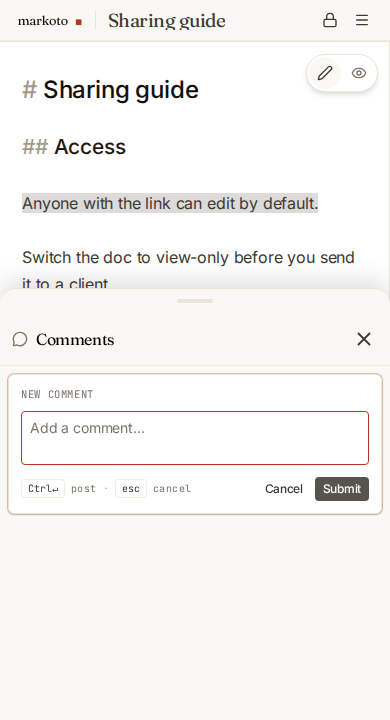 markoto
Sharing guide
# Sharing guide
## Access
Anyone with the link can edit by default.
Switch the doc to view-only before you send
it to a client
Comments
NEW COMMENT
Add a comment...
Ctrl↵ post · esc cancel
Cancel
Submit